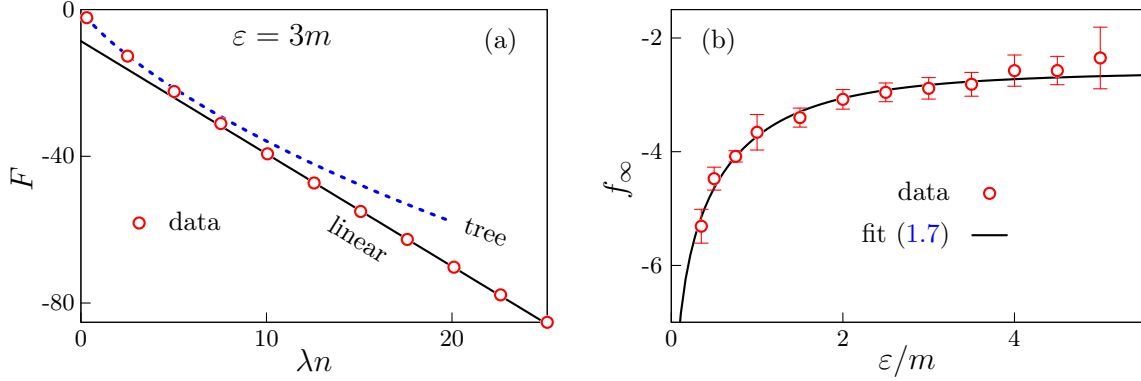 ε = 3m
(a)
0
-40
-80
F
data
linear
tree
0
10
20
λn
(b)
-2
-4
-6
f∞
data
fit (1.7)
0
2
4
ε/m